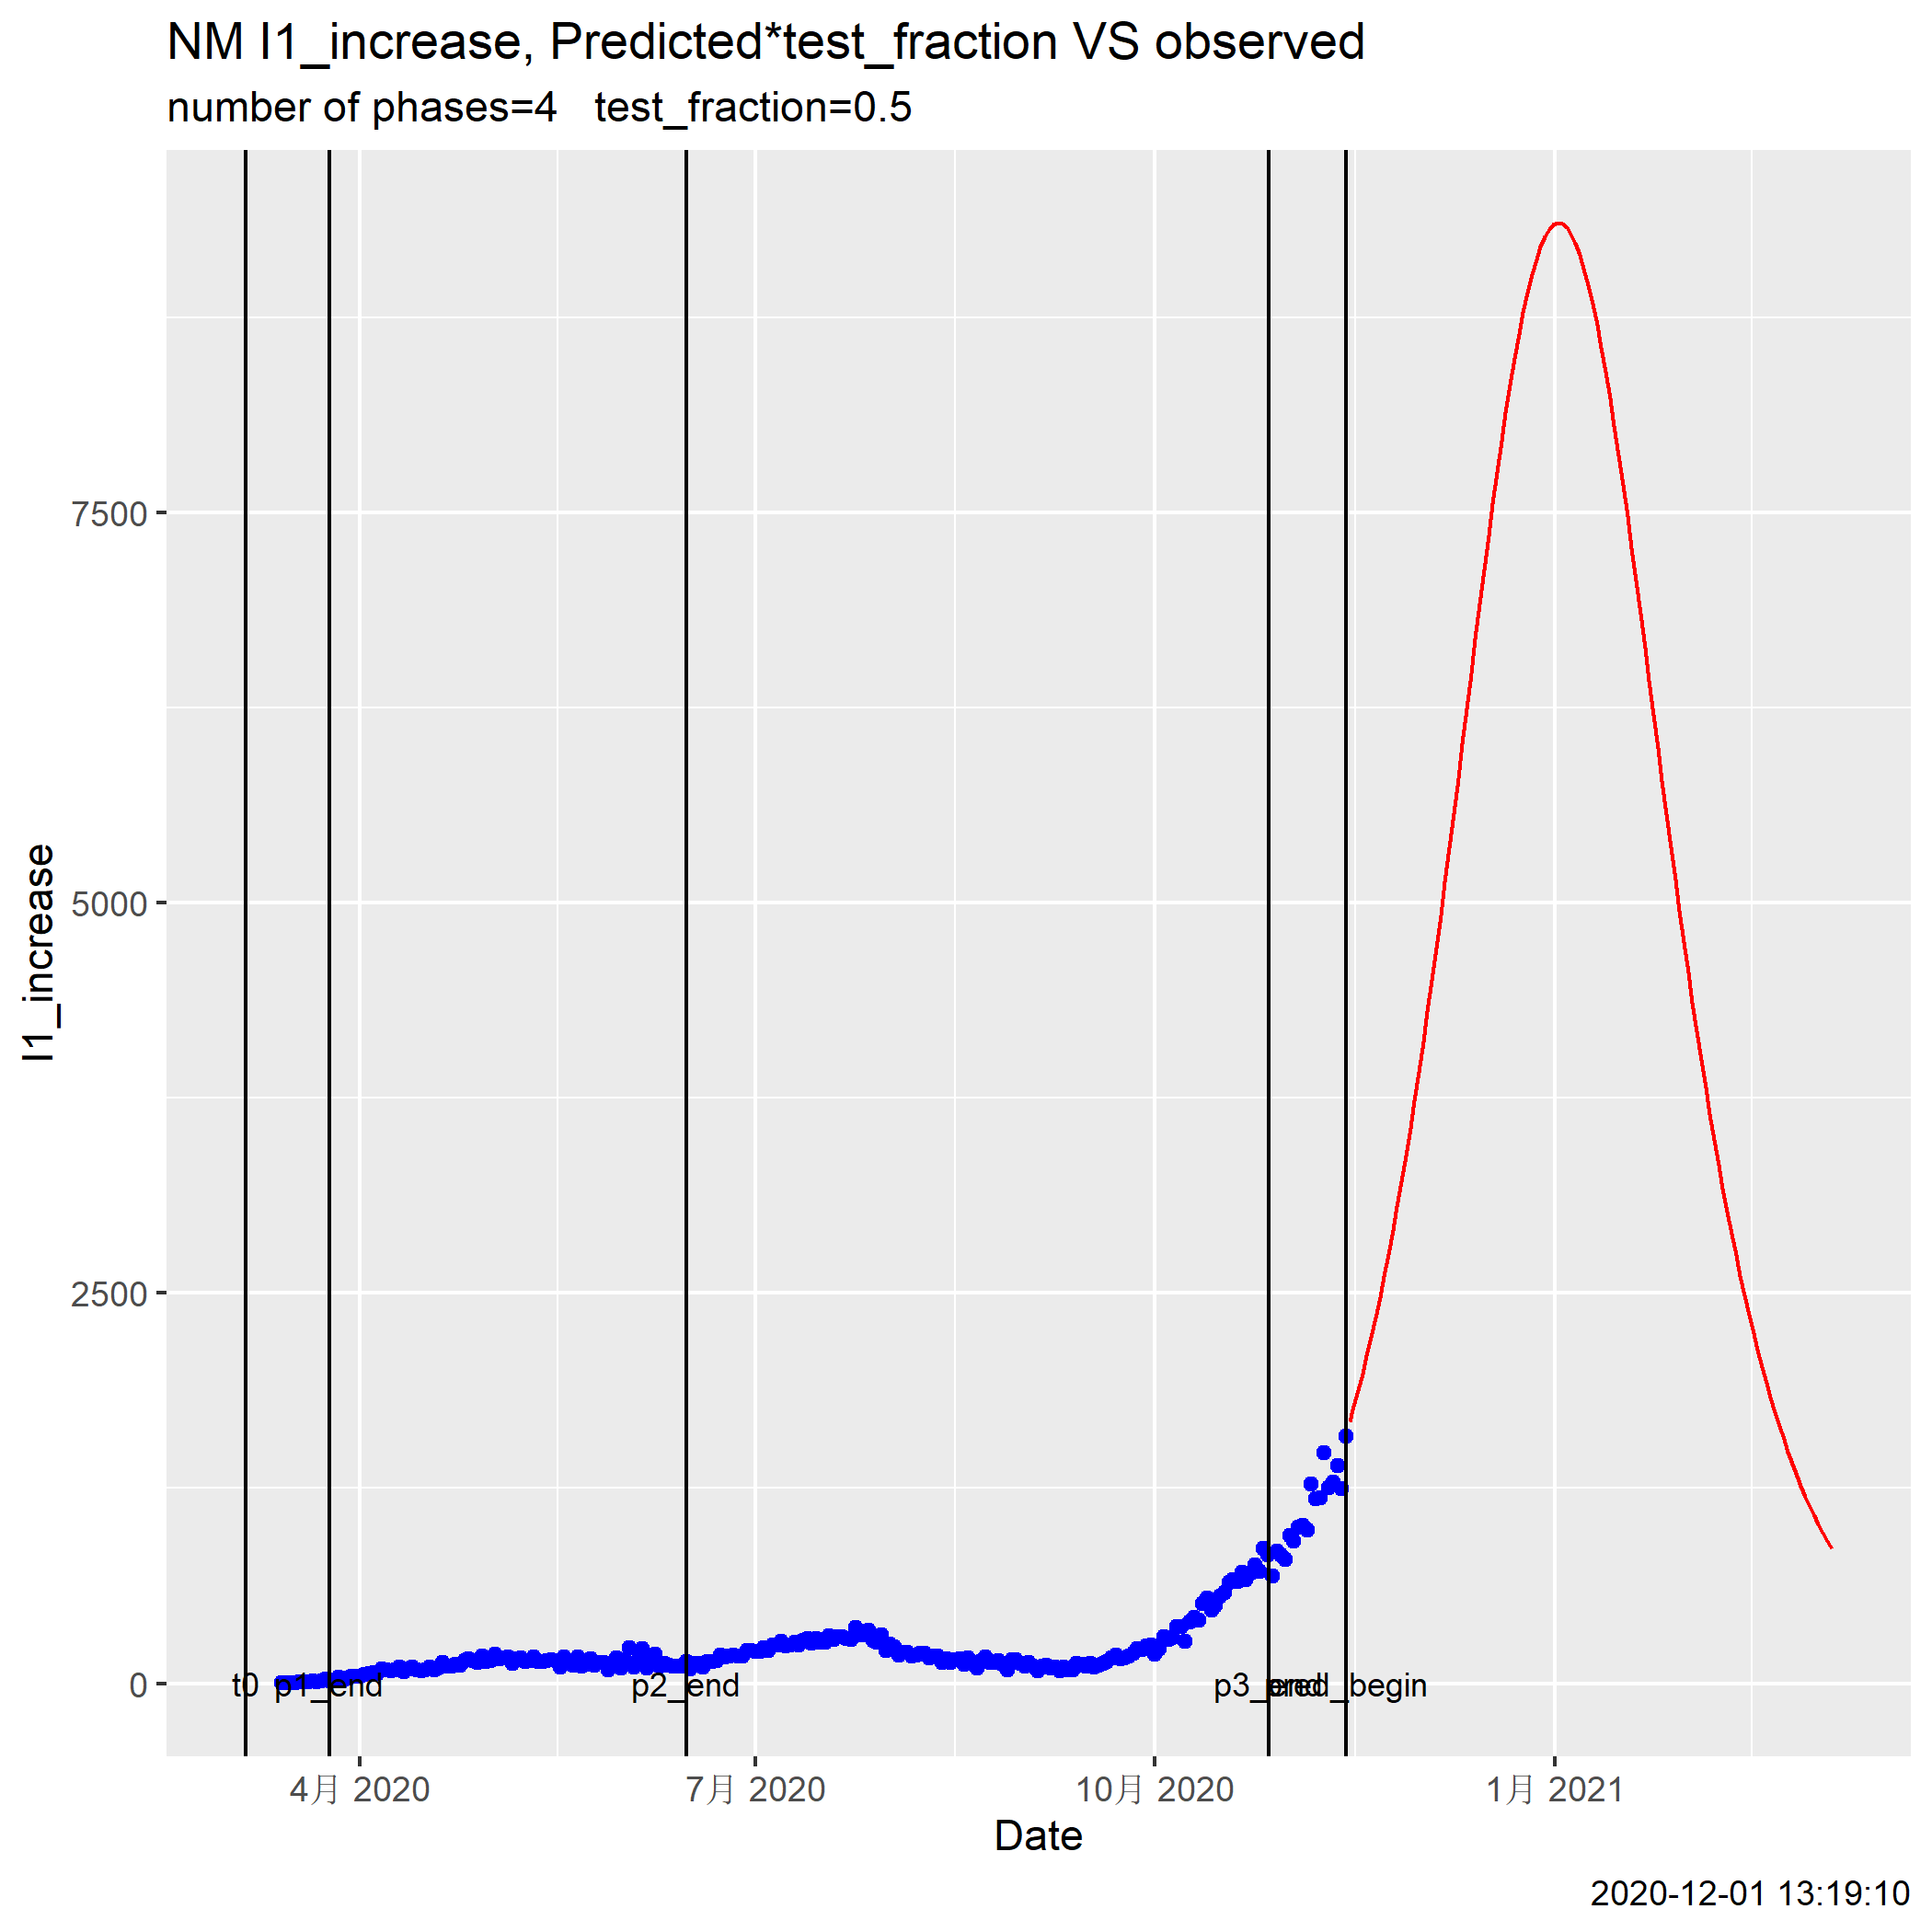 NM I1_increase, Predicted*test_fraction VS observed
number of phases=4   test_fraction=0.5
I1_increase
7500
5000
2500
0
t0 p1_end p2_end p3_end pred_begin
4月 2020 7月 2020 10月 2020 1月 2021
Date
2020-12-01 13:19:10